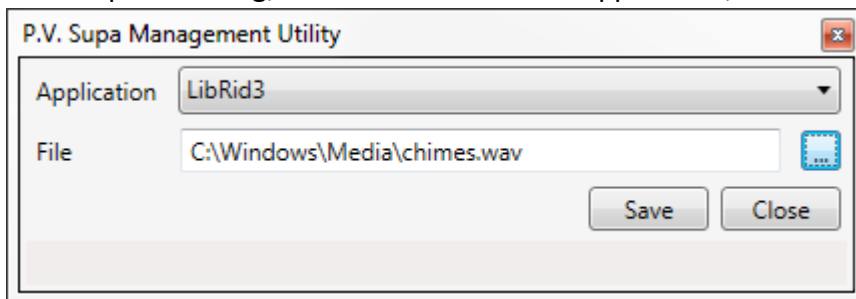 P.V. Supa Management Utility
Application LibRid3
File C:\Windows\Media\chimes.wav ...
Save Close